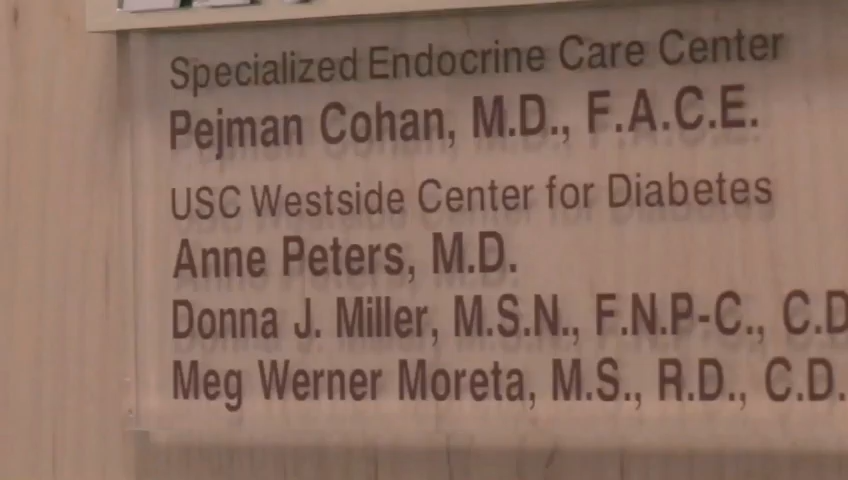 Specialized Endocrine Care Center
Pejman Cohan, M.D., F.A.C.E.
USC Westside Center for Diabetes
Anne Peters, M.D.
Donna J. Miller, M.S.N., F.N.P-C., C.D
Meg Werner Moreta, M.S., R.D., C.D.